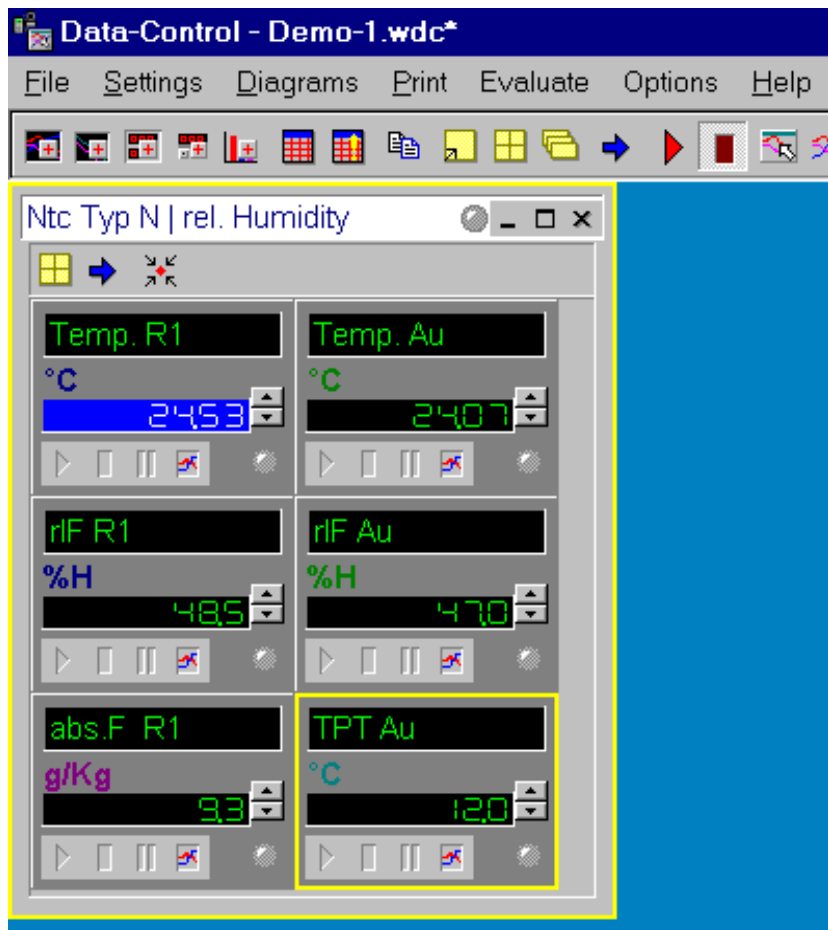 Data-Control - Demo-1.wdc*
File Settings Diagrams Print Evaluate Options Help
Ntc Typ N | rel. Humidity
Temp. R1 Temp. Au
°C °C
24,53 24,07
rIF R1 rIF Au
%H %H
48,5 47,0
abs.F R1 TPT Au
g/Kg °C
9,3 12,0